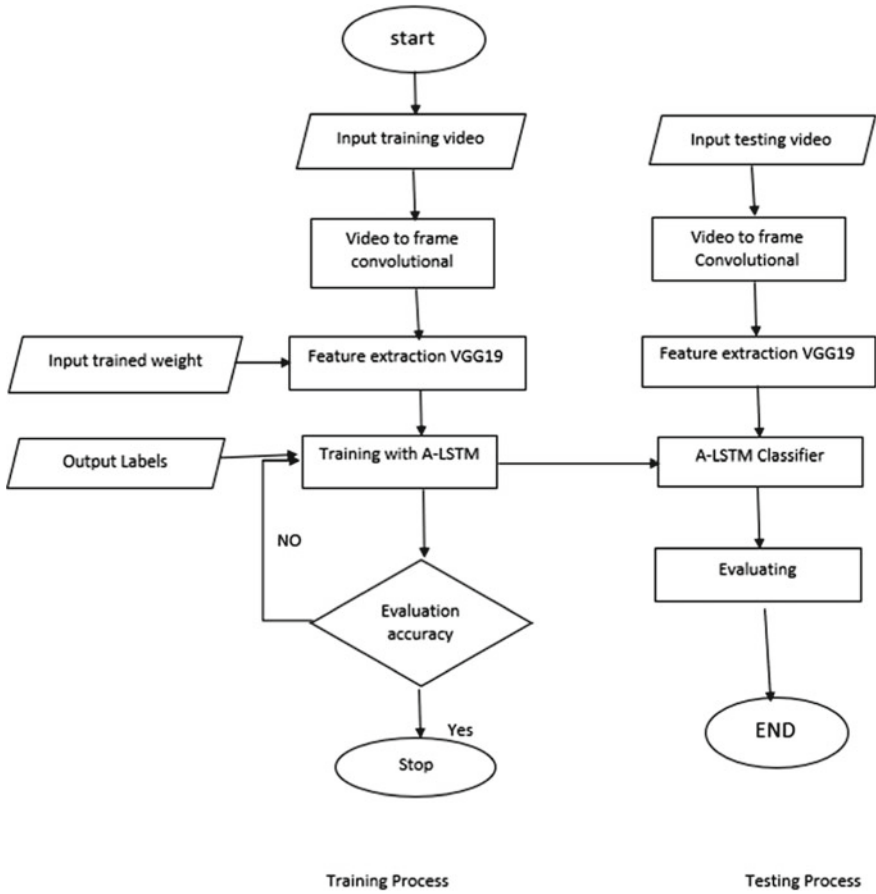 start
Input training video
Input testing video
Video to frame
convolutional
Video to frame
Convolutional
Input trained weight
Feature extraction VGG19
Feature extraction VGG19
Output Labels
Training with A-LSTM
A-LSTM Classifier
NO
Evaluating
Evaluation
accuracy
Yes
END
Stop
Training Process
Testing Process